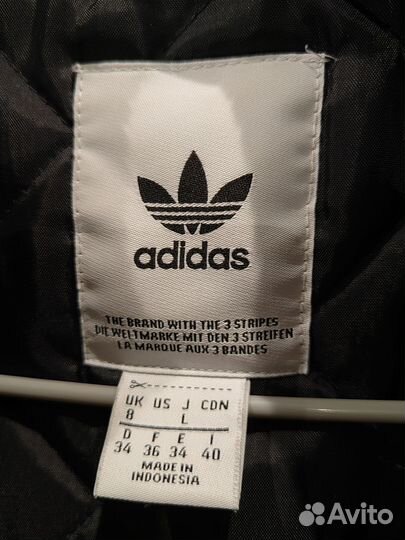 adidas
THE BRAND WITH THE 3 STRIPES
DIE WELTMARKE MIT DEN 3 STREIFEN
LA MARQUE AUX 3 BANDES
UK US J CDN
8 L
D F E I
34 36 34 40
MADE IN
INDONESIA
Avito